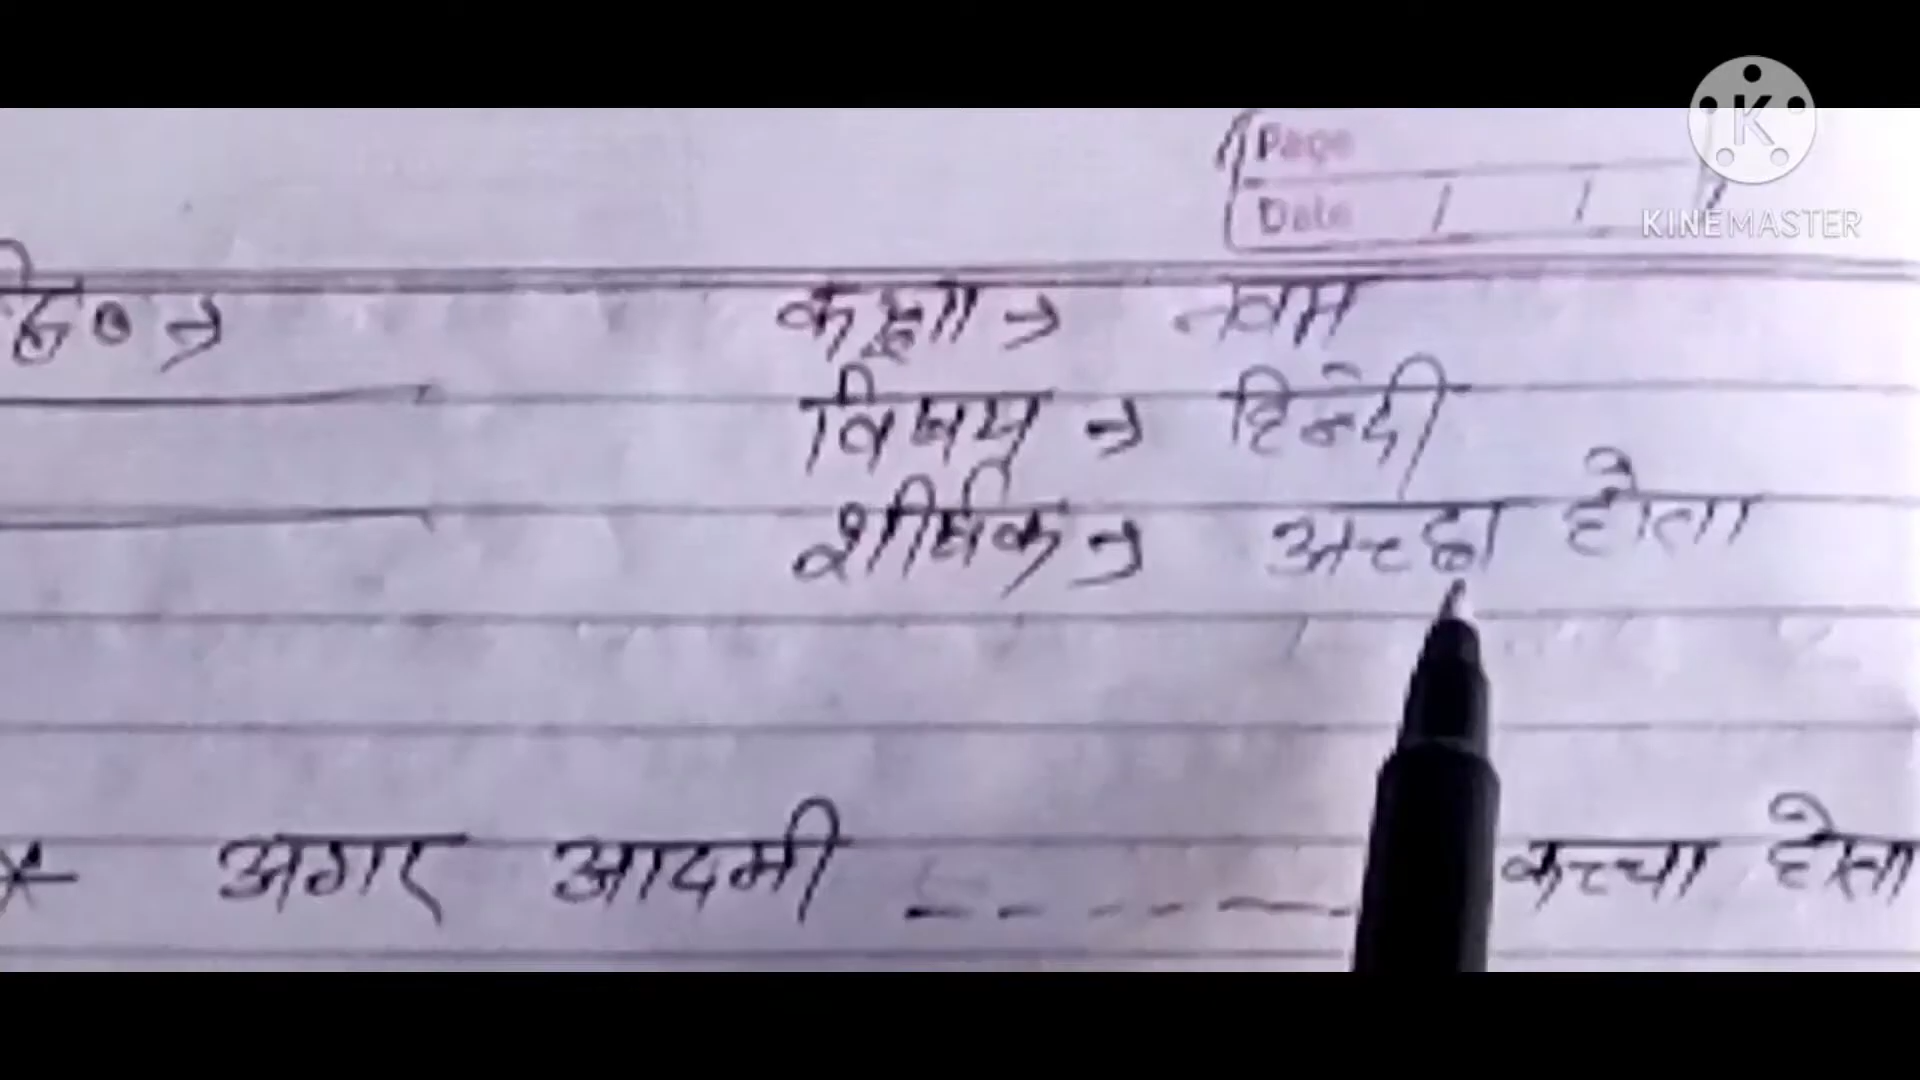 Page
Date
K
KINEMASTER
कक्षा → नवम
विषय → हिन्दी
शीर्षक → अच्छा होता
* अगर आदमी ------ कच्चा होता